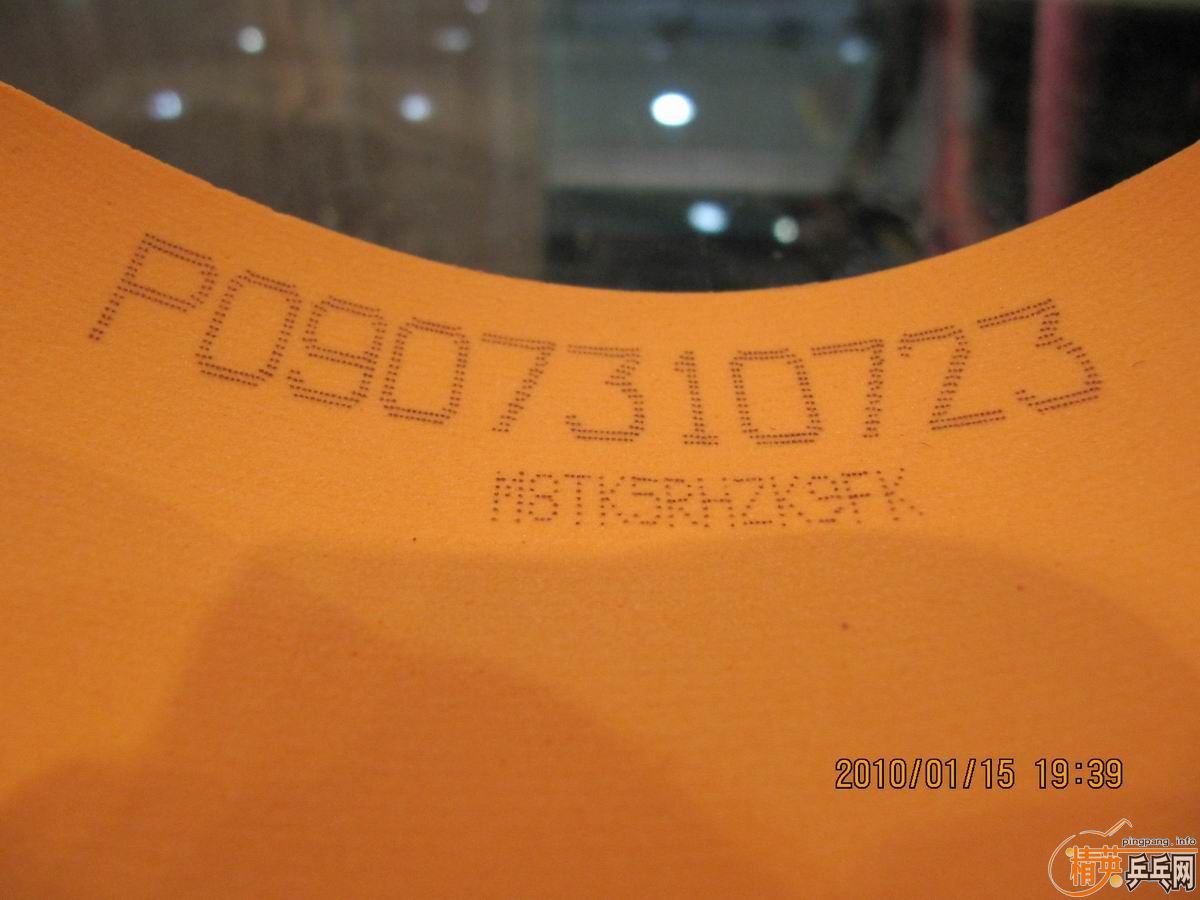 P0907310723
M8TK5RHZK9FK
2010/01/15 19:39
pingpang.info
精英乒乓网